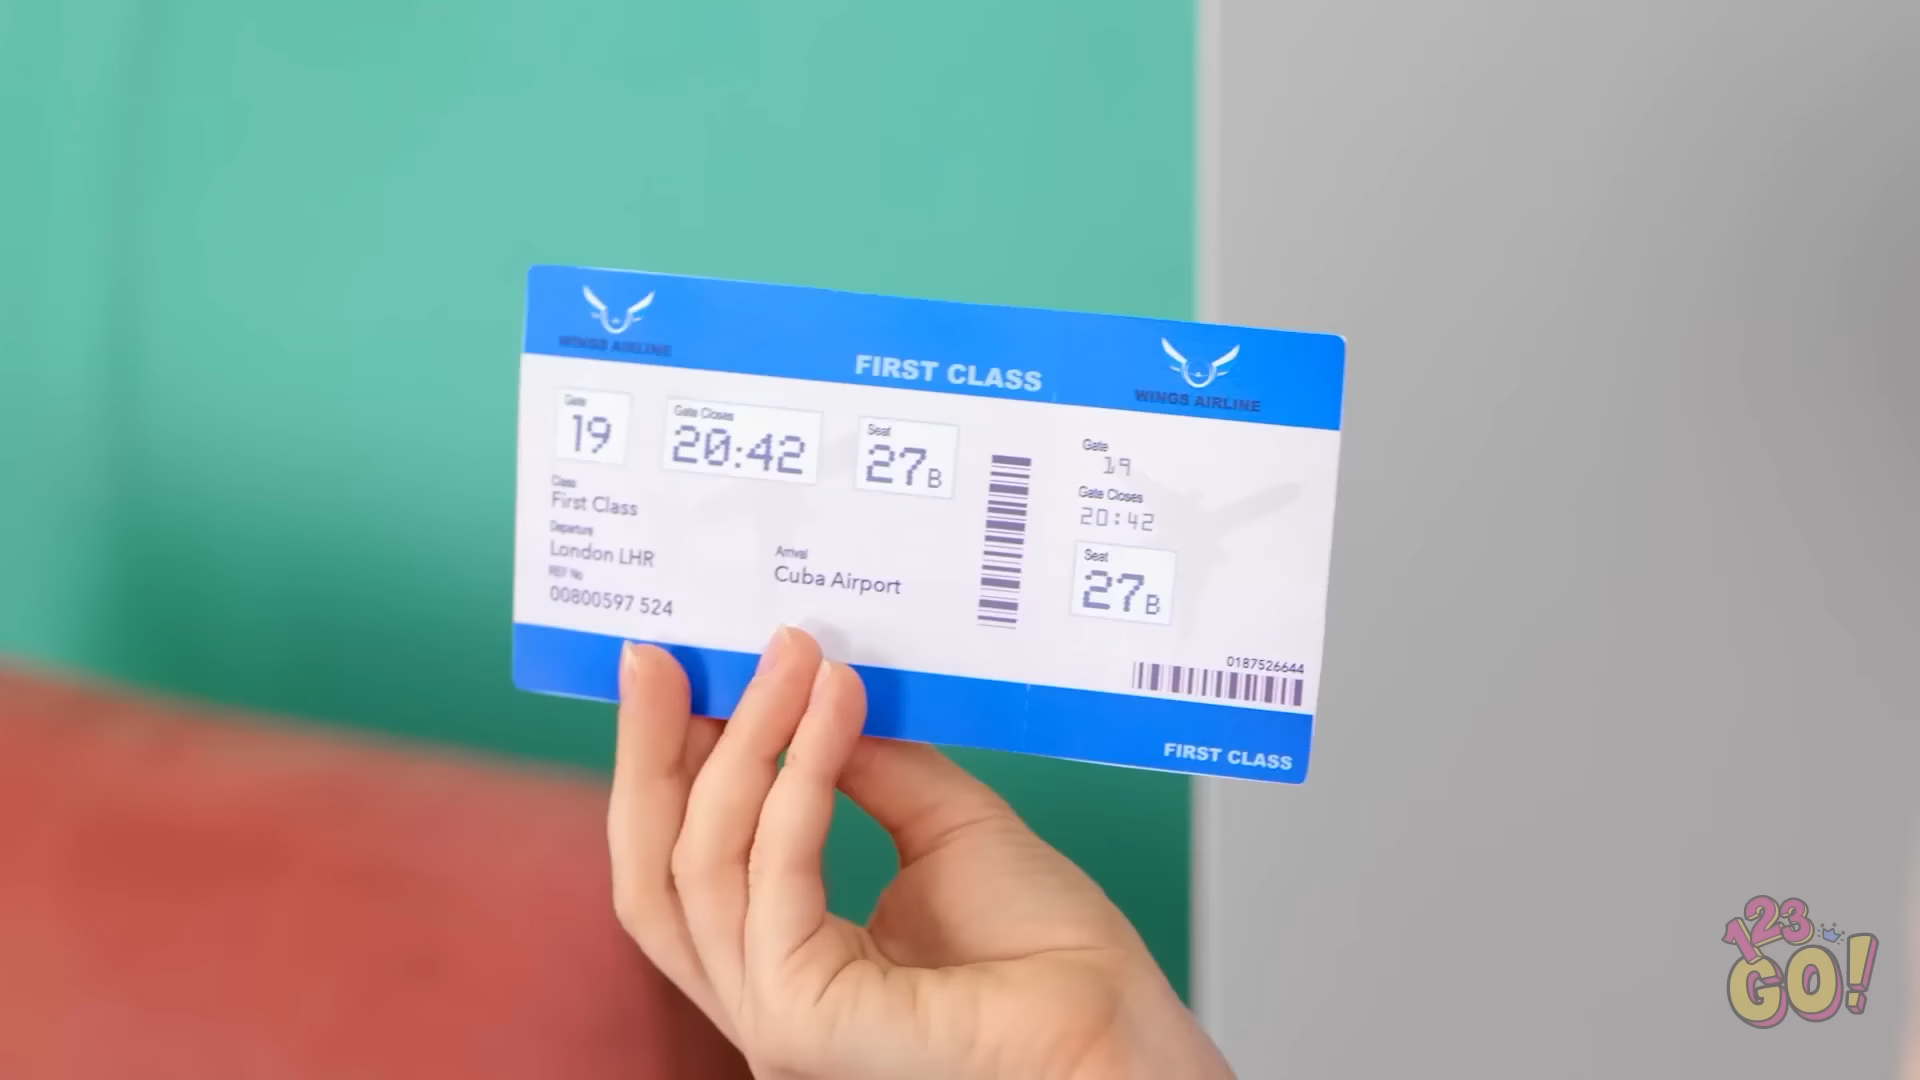 WINGS AIRLINE
FIRST CLASS
WINGS AIRLINE
Gate
19
Gate Closes
20:42
Seat
27B
Class
First Class
Departure
London LHR
REF No
00800597 524
Arrival
Cuba Airport
Gate
19
Gate Closes
20:42
Seat
27B
0187526644
FIRST CLASS
123
GO!